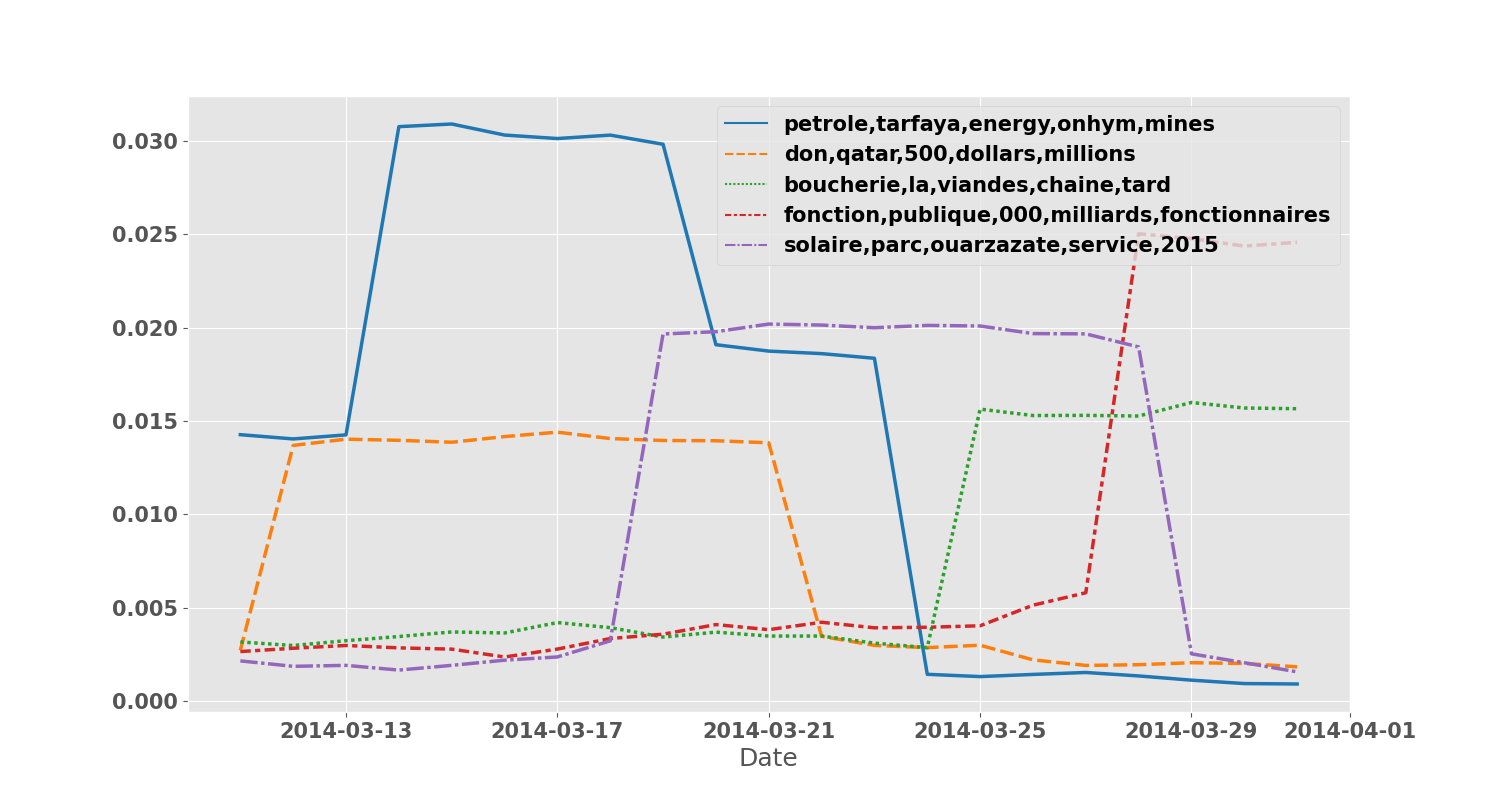 petrole,tarfaya,energy,onhym,mines
don,qatar,500,dollars,millions
boucherie,la,viandes,chaine,tard
fonction,publique,000,milliards,fonctionnaires
solaire,parc,ouarzazate,service,2015
0.030
0.025
0.020
0.015
0.010
0.005
0.000
2014-03-13 2014-03-17 2014-03-21 2014-03-25 2014-03-29 2014-04-01
Date